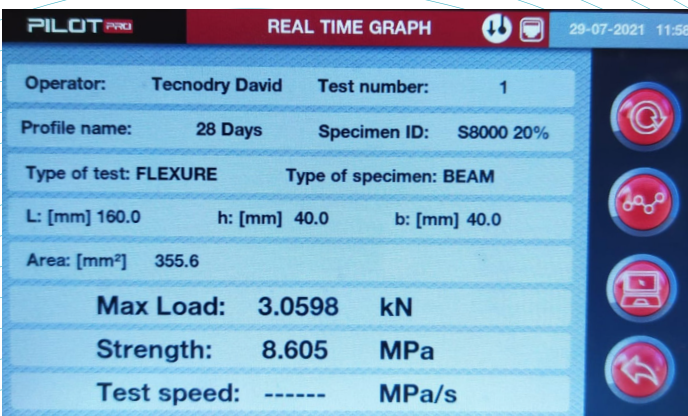 PILOT PRO REAL TIME GRAPH 29-07-2021 11:58
Operator: Tecnodry David Test number: 1
Profile name: 28 Days Specimen ID: S8000 20%
Type of test: FLEXURE Type of specimen: BEAM
L: [mm] 160.0 h: [mm] 40.0 b: [mm] 40.0
Area: [mm²] 355.6
Max Load: 3.0598 kN
Strength: 8.605 MPa
Test speed: ------ MPa/s